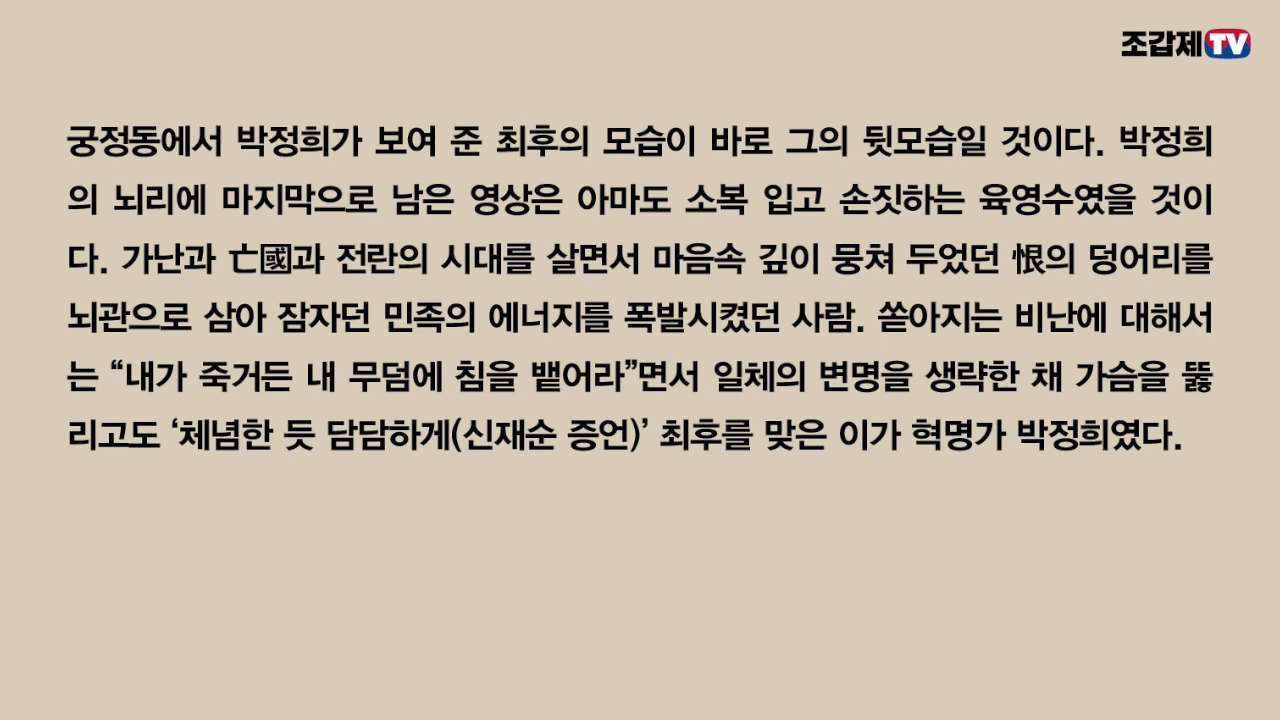 조갑제TV
궁정동에서 박정희가 보여 준 최후의 모습이 바로 그의 뒷모습일 것이다. 박정희
의 뇌리에 마지막으로 남은 영상은 아마도 소복 입고 손짓하는 육영수였을 것이
다. 가난과 亡國과 전란의 시대를 살면서 마음속 깊이 뭉쳐 두었던 恨의 덩어리를
뇌관으로 삼아 잠자던 민족의 에너지를 폭발시켰던 사람. 쏟아지는 비난에 대해서
는 “내가 죽거든 내 무덤에 침을 뱉어라”면서 일체의 변명을 생략한 채 가슴을 뚫
리고도 ‘체념한 듯 담담하게(신재순 증언)’ 최후를 맞은 이가 혁명가 박정희였다.